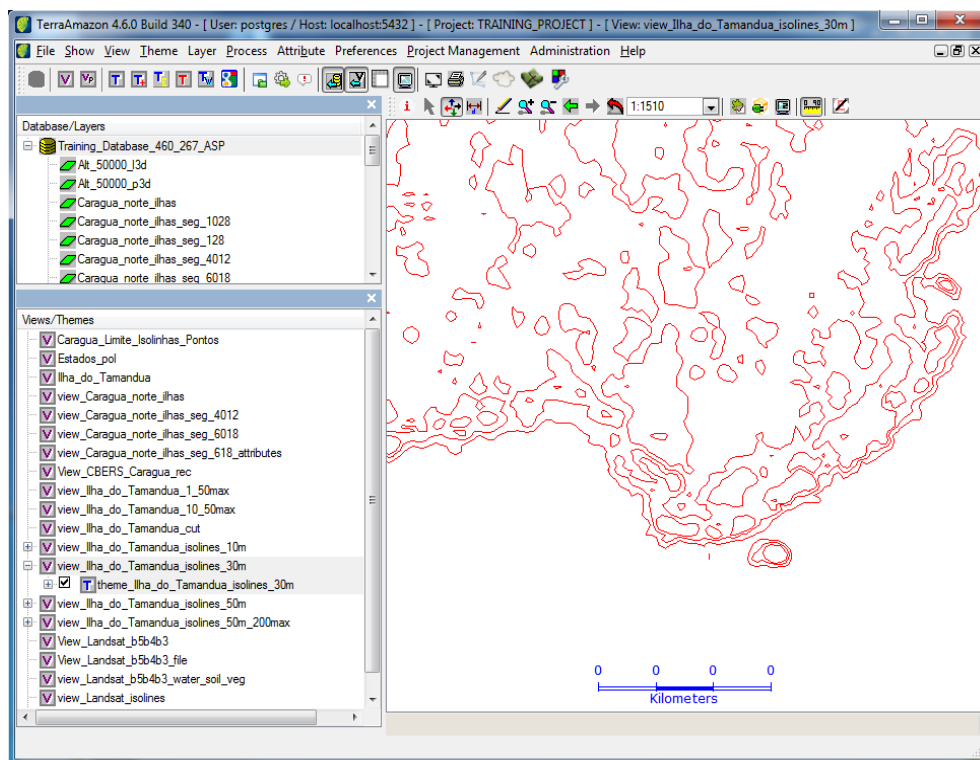 TerraAmazon 4.6.0 Build 340 - [ User: postgres / Host: localhost:5432 ] - [ Project: TRAINING_PROJECT ] - [ View: view_Ilha_do_Tamandua_isolines_30m ]
File Show View Theme Layer Process Attribute Preferences Project Management Administration Help
1:1510
Database/Layers
Training_Database_460_267_ASP
Alt_50000_l3d
Alt_50000_p3d
Caragua_norte_ilhas
Caragua_norte_ilhas_seg_1028
Caragua_norte_ilhas_seg_128
Caragua_norte_ilhas_seg_4012
Caragua_norte_ilhas_seg_6018
Views/Themes
Caragua_Limite_Isolinhas_Pontos
Estados_pol
Ilha_do_Tamandua
view_Caragua_norte_ilhas
view_Caragua_norte_ilhas_seg_4012
view_Caragua_norte_ilhas_seg_6018
view_Caragua_norte_ilhas_seg_618_attributes
View_CBERS_Caragua_rec
view_Ilha_do_Tamandua_1_50max
view_Ilha_do_Tamandua_10_50max
view_Ilha_do_Tamandua_cut
view_Ilha_do_Tamandua_isolines_10m
view_Ilha_do_Tamandua_isolines_30m
theme_Ilha_do_Tamandua_isolines_30m
view_Ilha_do_Tamandua_isolines_50m
view_Ilha_do_Tamandua_isolines_50m_200max
View_Landsat_b5b4b3
View_Landsat_b5b4b3_file
view_Landsat_b5b4b3_water_soil_veg
view_Landsat_isolines
0 0 0 0
Kilometers